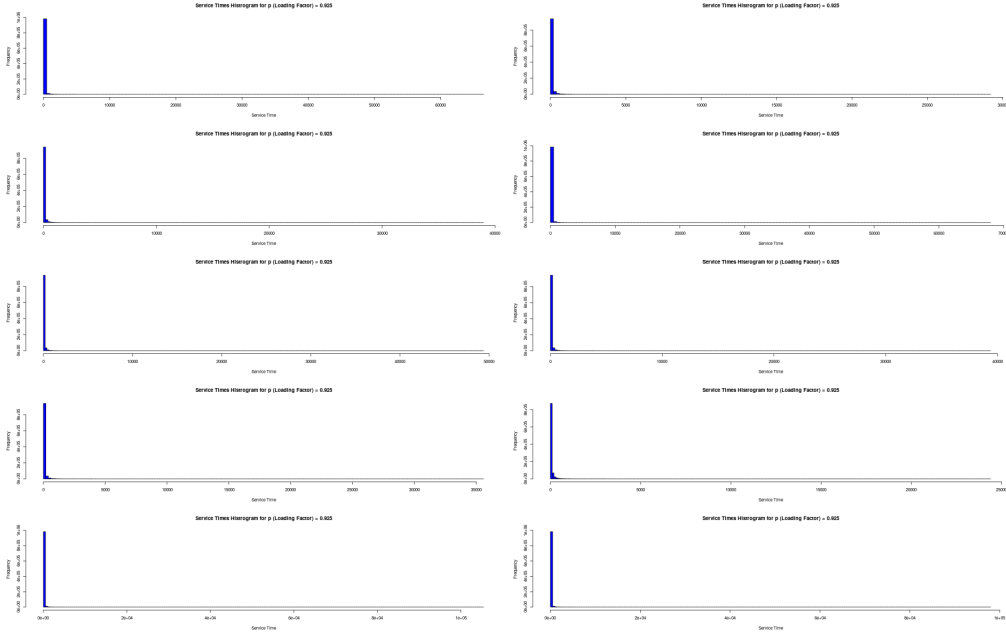 Service Times Histrogram for p (Loading Factor) = 0.925
Service Times Histrogram for p (Loading Factor) = 0.925
Frequency
Frequency
0 10000 20000 30000 40000 50000 60000
0 5000 10000 15000 20000 25000
Service Time
Service Time
Service Times Histrogram for p (Loading Factor) = 0.925
Service Times Histrogram for p (Loading Factor) = 0.925
Frequency
Frequency
0 10000 20000 30000 40000
0 10000 20000 30000 40000 50000 60000
Service Time
Service Time
Service Times Histrogram for p (Loading Factor) = 0.925
Service Times Histrogram for p (Loading Factor) = 0.925
Frequency
Frequency
0 10000 20000 30000 40000 50000
0 10000 20000 30000 40000
Service Time
Service Time
Service Times Histrogram for p (Loading Factor) = 0.925
Service Times Histrogram for p (Loading Factor) = 0.925
Frequency
Frequency
0 5000 10000 15000 20000 25000 30000 35000
0 5000 10000 15000 20000 25000
Service Time
Service Time
Service Times Histrogram for p (Loading Factor) = 0.925
Service Times Histrogram for p (Loading Factor) = 0.925
Frequency
Frequency
0e+00 2e+04 4e+04 6e+04 8e+04 1e+05
0e+00 2e+04 4e+04 6e+04 8e+04 1e+05
Service Time
Service Time